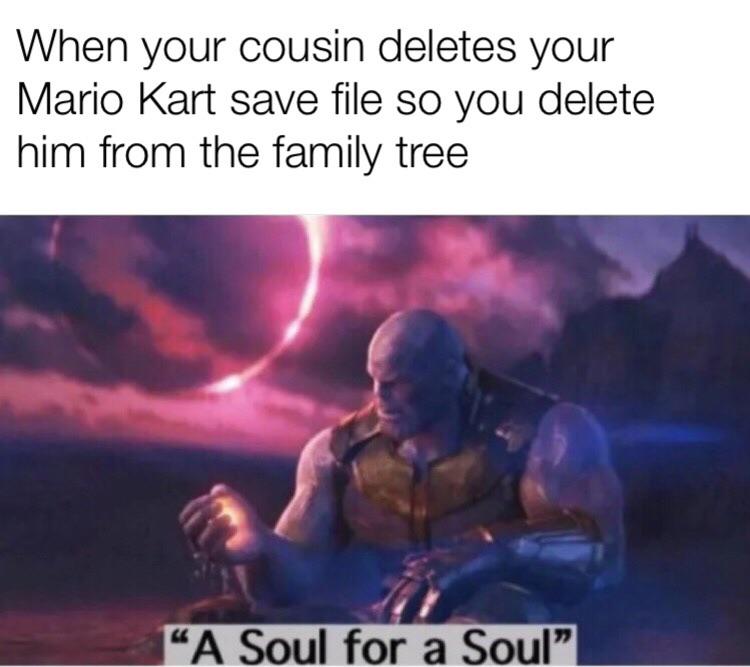 When your cousin deletes your
Mario Kart save file so you delete
him from the family tree
“A Soul for a Soul”